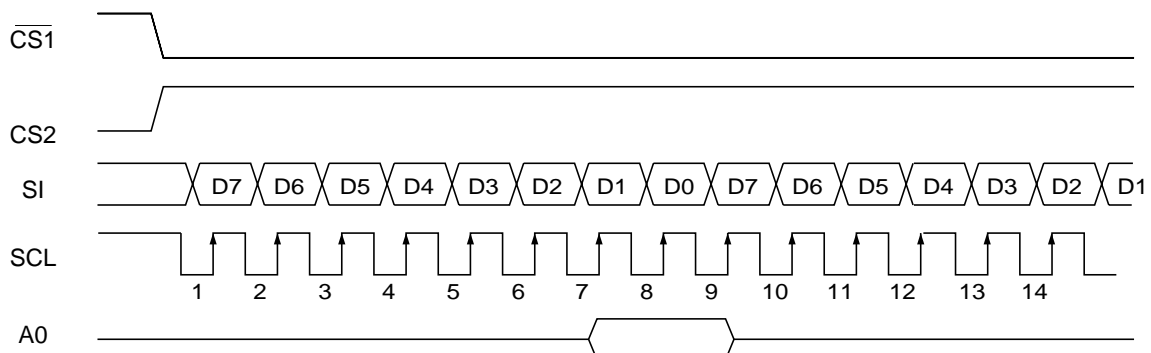 CS1
CS2
SI D7 D6 D5 D4 D3 D2 D1 D0 D7 D6 D5 D4 D3 D2 D1
SCL
1 2 3 4 5 6 7 8 9 10 11 12 13 14
A0